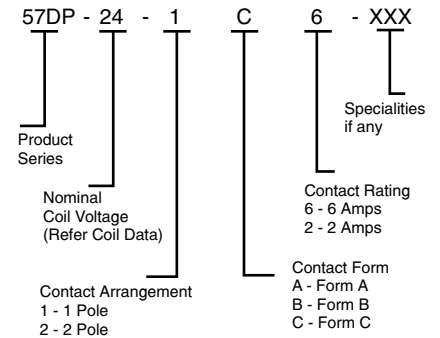 57DP - 24 - 1 C 6 - XXX
Specialities
if any
Product
Series
Contact Rating
6 - 6 Amps
2 - 2 Amps
Nominal
Coil Voltage
(Refer Coil Data)
Contact Form
A - Form A
B - Form B
C - Form C
Contact Arrangement
1 - 1 Pole
2 - 2 Pole